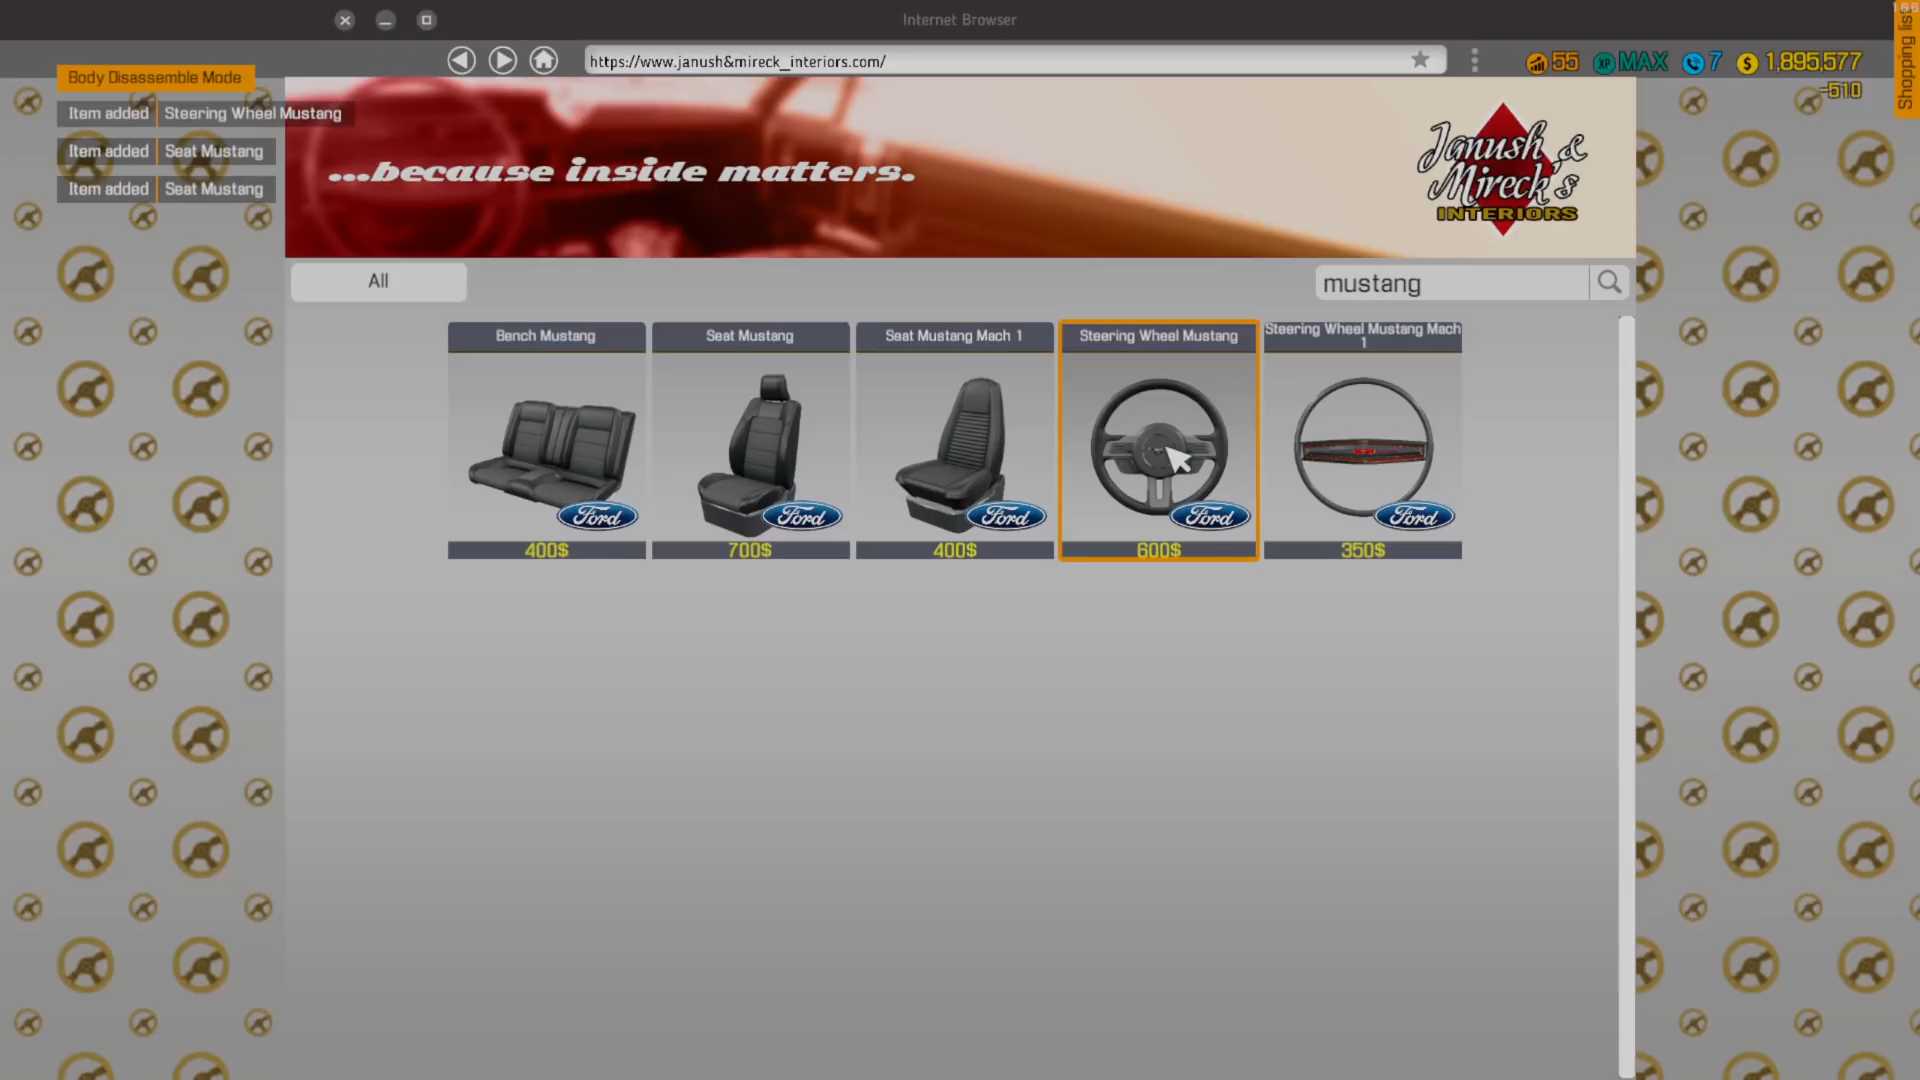 Internet Browser
https://www.janush&mireck_interiors.com/
55
XP MAX
7
$ 1,895,577
-510
Shopping list
Body Disassemble Mode
Item added Steering Wheel Mustang
Item added Seat Mustang
Item added Seat Mustang
...because inside matters.
Janush &
Mireck's
INTERIORS
All
mustang
Bench Mustang
Seat Mustang
Seat Mustang Mach 1
Steering Wheel Mustang
Steering Wheel Mustang Mach
1
Ford
Ford
Ford
Ford
Ford
400$
700$
400$
600$
350$